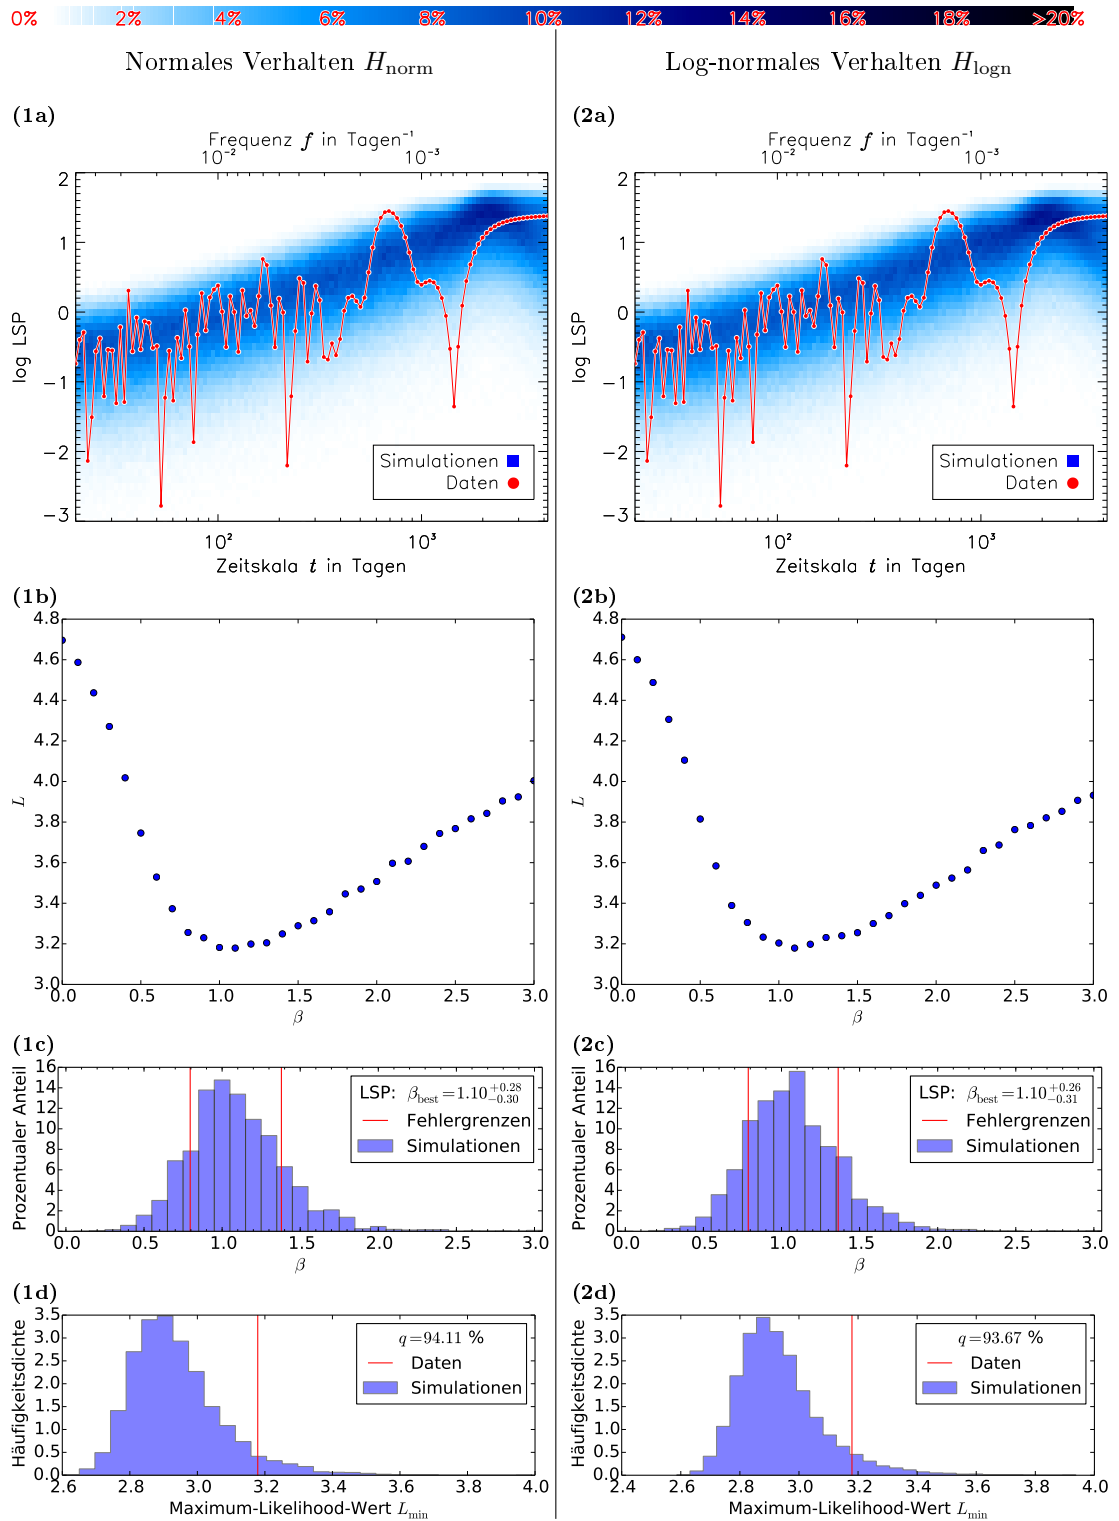 0% 2% 4% 6% 8% 10% 12% 14% 16% 18% >20%
Normales Verhalten H_norm
Log-normales Verhalten H_logn
(1a)
Frequenz f in Tagen⁻¹
10⁻² 10⁻³
log LSP
2
1
0
−1
−2
−3
Simulationen
Daten
10² 10³
Zeitskala t in Tagen
(2a)
Frequenz f in Tagen⁻¹
10⁻² 10⁻³
log LSP
2
1
0
−1
−2
−3
Simulationen
Daten
10² 10³
Zeitskala t in Tagen
(1b)
L
4.8
4.6
4.4
4.2
4.0
3.8
3.6
3.4
3.2
3.0
0.0 0.5 1.0 1.5 2.0 2.5 3.0
β
(2b)
L
4.8
4.6
4.4
4.2
4.0
3.8
3.6
3.4
3.2
3.0
0.0 0.5 1.0 1.5 2.0 2.5 3.0
β
(1c)
Prozentualer Anteil
16
14
12
10
8
6
4
2
0
LSP: β_best=1.10^{+0.28}_{−0.30}
Fehlergrenzen
Simulationen
0.0 0.5 1.0 1.5 2.0 2.5 3.0
β
(2c)
Prozentualer Anteil
16
14
12
10
8
6
4
2
0
LSP: β_best=1.10^{+0.26}_{−0.31}
Fehlergrenzen
Simulationen
0.0 0.5 1.0 1.5 2.0 2.5 3.0
β
(1d)
Häufigkeitsdichte
3.5
3.0
2.5
2.0
1.5
1.0
0.5
0.0
q=94.11 %
Daten
Simulationen
2.6 2.8 3.0 3.2 3.4 3.6 3.8 4.0
Maximum-Likelihood-Wert L_min
(2d)
Häufigkeitsdichte
3.5
3.0
2.5
2.0
1.5
1.0
0.5
0.0
q=93.67 %
Daten
Simulationen
2.4 2.6 2.8 3.0 3.2 3.4 3.6 3.8 4.0
Maximum-Likelihood-Wert L_min